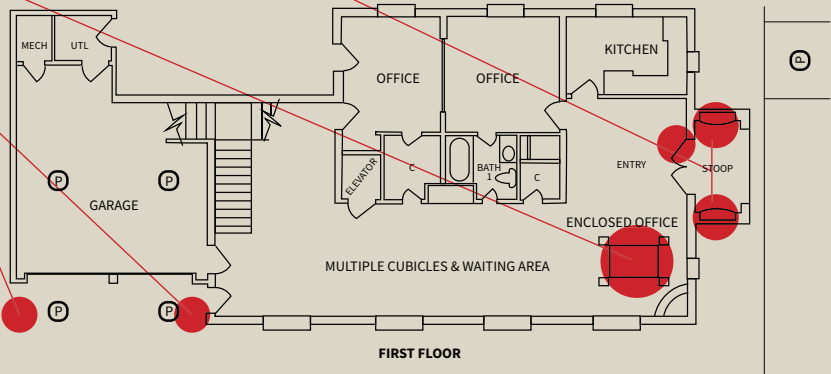 MECH
UTL
OFFICE
OFFICE
KITCHEN
P
C
BATH
1
C
ELEVATOR
ENTRY
STOOP
P
P
GARAGE
ENCLOSED OFFICE
MULTIPLE CUBICLES & WAITING AREA
P
P
FIRST FLOOR